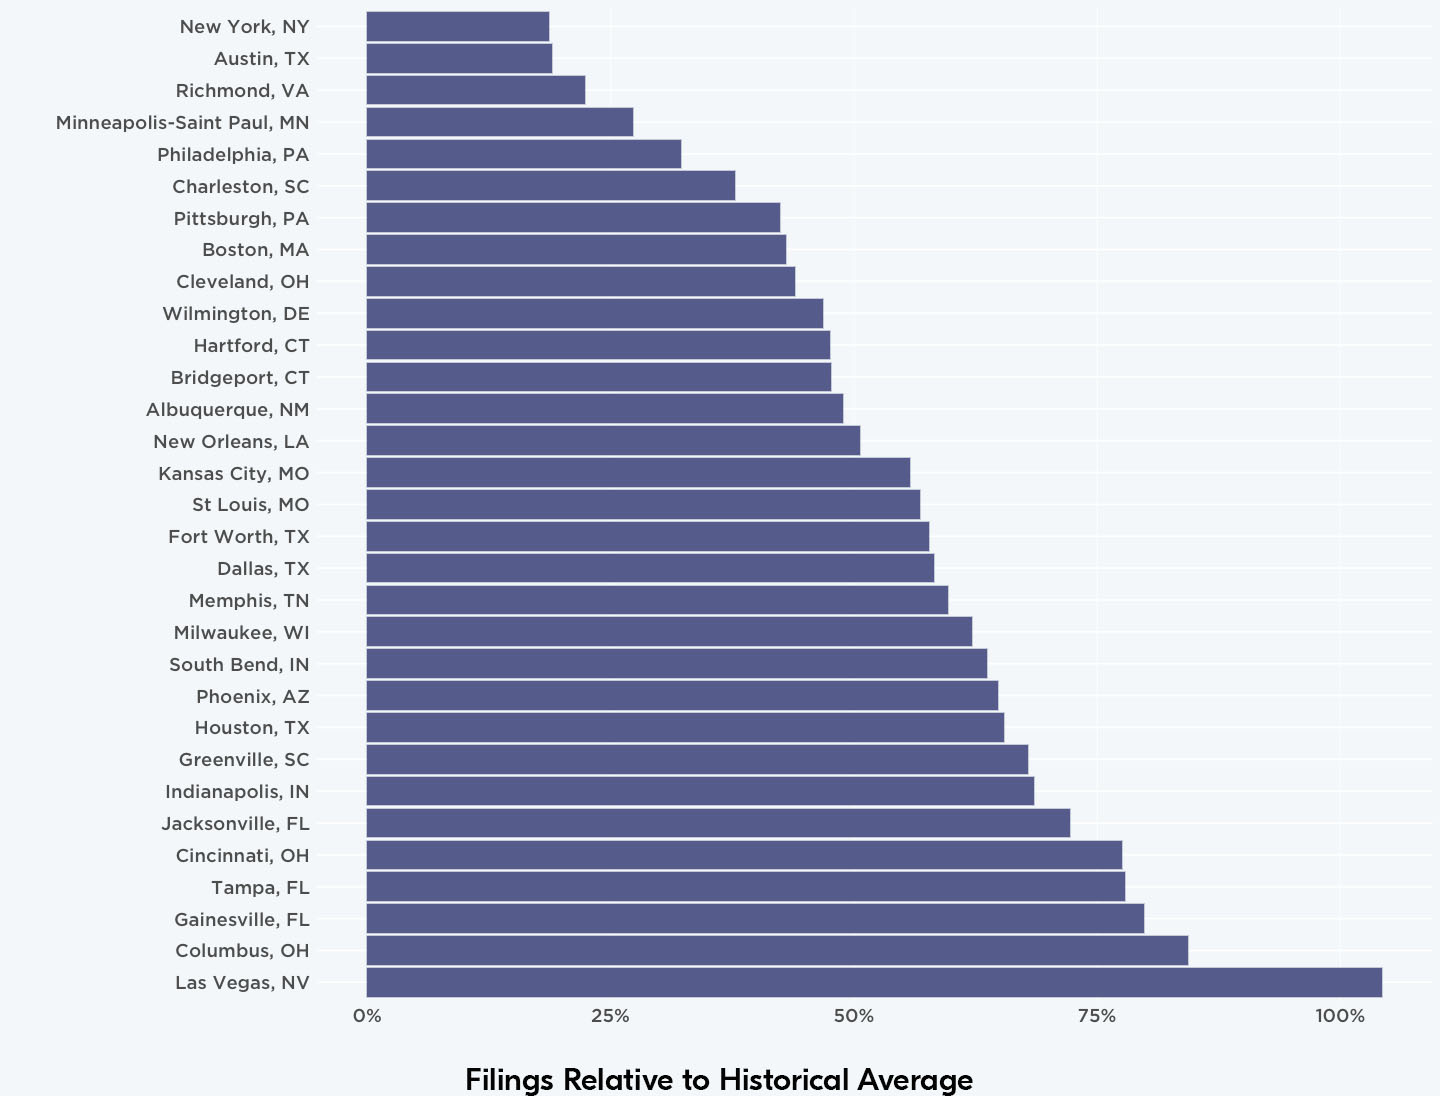 New York, NY
Austin, TX
Richmond, VA
Minneapolis-Saint Paul, MN
Philadelphia, PA
Charleston, SC
Pittsburgh, PA
Boston, MA
Cleveland, OH
Wilmington, DE
Hartford, CT
Bridgeport, CT
Albuquerque, NM
New Orleans, LA
Kansas City, MO
St Louis, MO
Fort Worth, TX
Dallas, TX
Memphis, TN
Milwaukee, WI
South Bend, IN
Phoenix, AZ
Houston, TX
Greenville, SC
Indianapolis, IN
Jacksonville, FL
Cincinnati, OH
Tampa, FL
Gainesville, FL
Columbus, OH
Las Vegas, NV
0% 25% 50% 75% 100%
Filings Relative to Historical Average